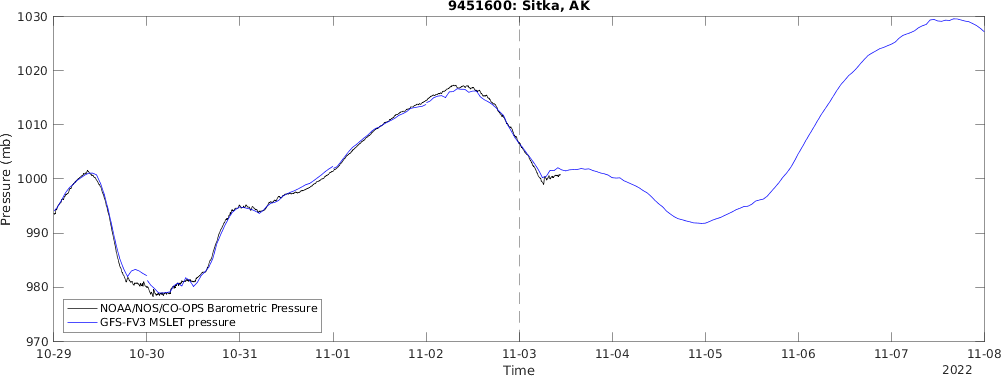 9451600: Sitka, AK
1030
1020
1010
1000
990
980
970
Pressure (mb)
NOAA/NOS/CO-OPS Barometric Pressure
GFS-FV3 MSLET pressure
10-29 10-30 10-31 11-01 11-02 11-03 11-04 11-05 11-06 11-07 11-08
Time
2022